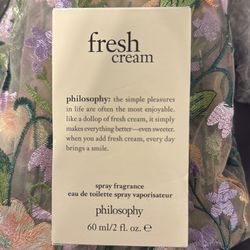 fresh
cream
philosophy: the simple pleasures
in life are often the most enjoyable.
like a dollop of fresh cream, it simply
makes everything better—even sweeter.
when you add fresh cream, every day
brings a smile.
spray fragrance
eau de toilette spray vaporisateur
philosophy
60 ml/2 fl. oz. ℮